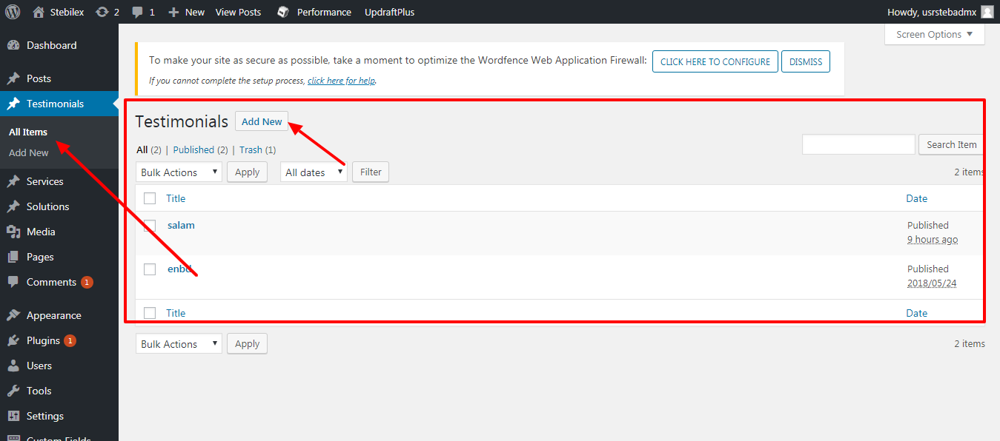 Stebilex 2 1 New View Posts Performance UpdraftPlus Howdy, usrstebadmx
Screen Options
Dashboard
Posts
Testimonials
All Items
Add New
Services
Solutions
Media
Pages
Comments 1
Appearance
Plugins 1
Users
Tools
Settings
Custom Fields
To make your site as secure as possible, take a moment to optimize the Wordfence Web Application Firewall: CLICK HERE TO CONFIGURE DISMISS
If you cannot complete the setup process, click here for help.
Testimonials Add New
All (2) | Published (2) | Trash (1)
Search Item
Bulk Actions Apply All dates Filter 2 items
Title Date
salam Published
9 hours ago
enbd Published
2018/05/24
Title Date
Bulk Actions Apply 2 items